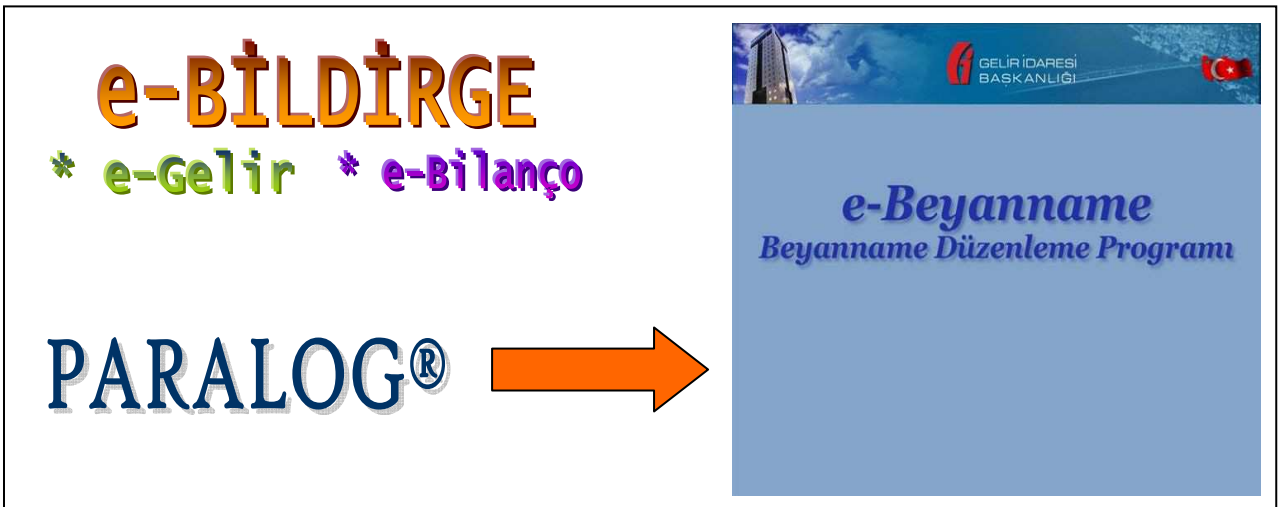 e-BİLDİRGE
* e-Gelir * e-Bilanço
PARALOG®
GELİR İDARESİ
BAŞKANLIĞI
e-Beyanname
Beyanname Düzenleme Programı